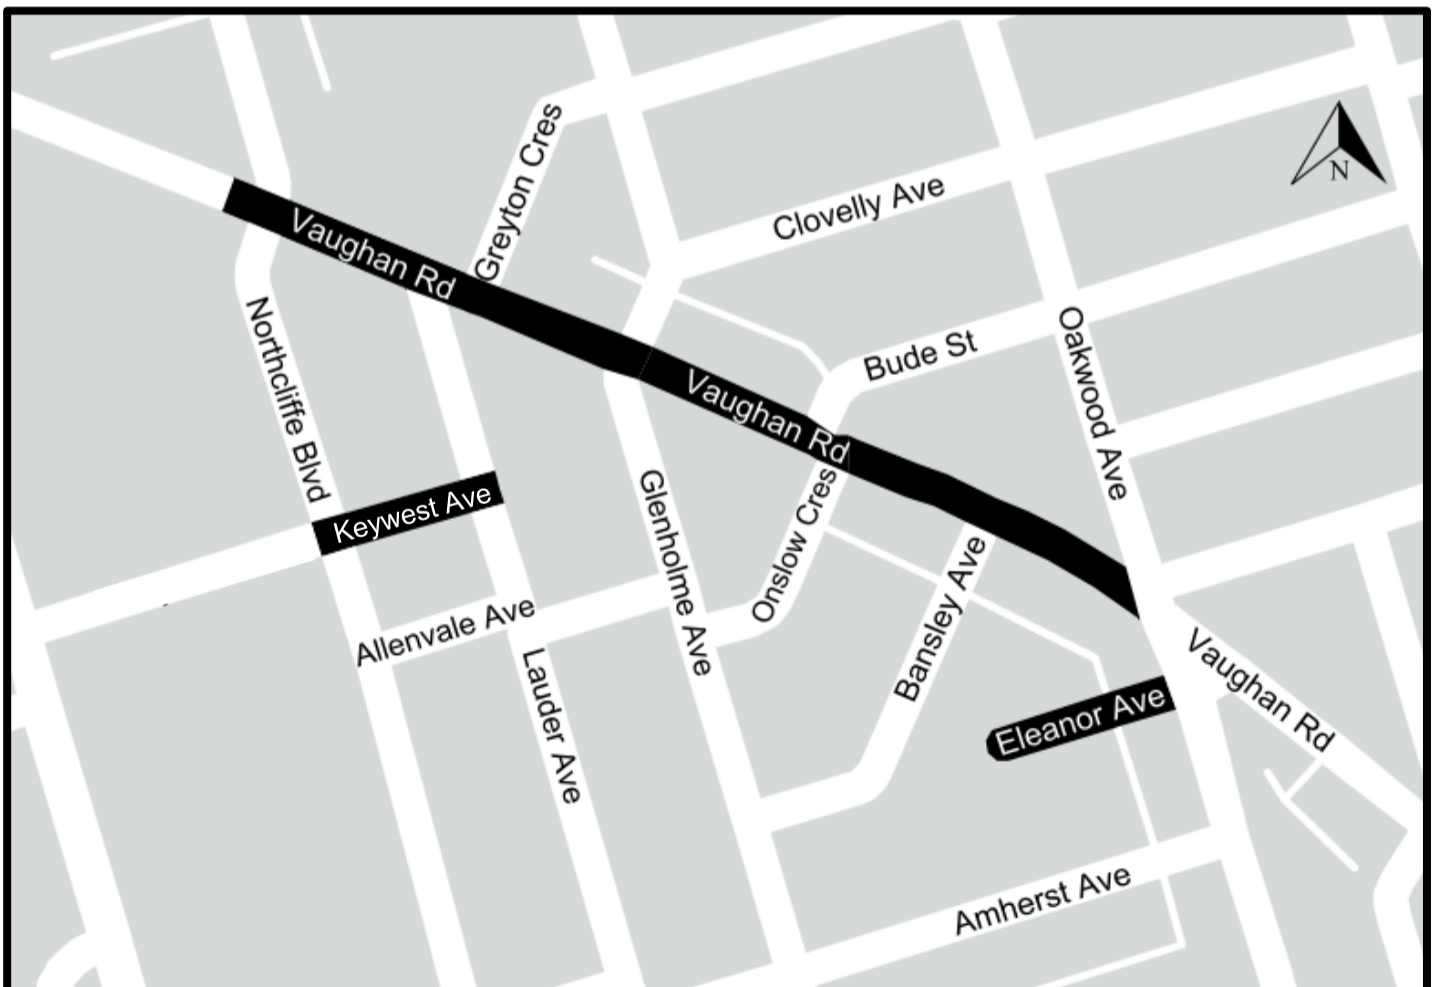 Greyton Cres
N
Clovelly Ave
Vaughan Rd
Northcliffe Blvd
Bude St
Oakwood Ave
Vaughan Rd
Keywest Ave
Glenholme Ave
Onslow Cres
Bansley Ave
Allenvale Ave
Lauder Ave
Eleanor Ave
Vaughan Rd
Amherst Ave